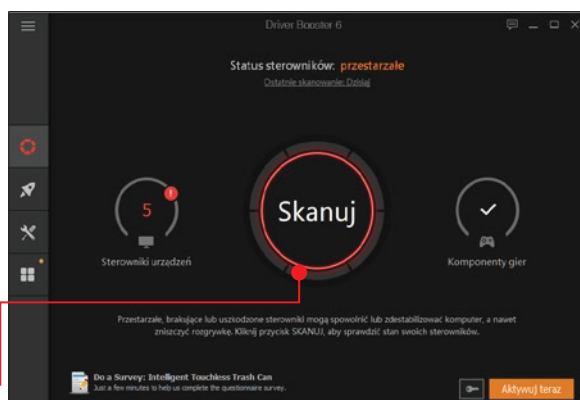 Driver Booster 6
Status sterowników: przestarzałe
Ostatnie skanowanie: Dzisiaj
5
!
Skanuj
Sterowniki urządzeń
Komponenty gier
Przestarzałe, brakujące lub uszkodzone sterowniki mogą spowolnić lub zdestabilizować komputer, a nawet
zniszczyć rozgrywkę. Kliknij przycisk SKANUJ, aby sprawdzić stan swoich sterowników.
Do a Survey: Intelligent Touchless Trash Can
Just a few minutes to help us complete the questionnaire survey.
Aktywuj teraz